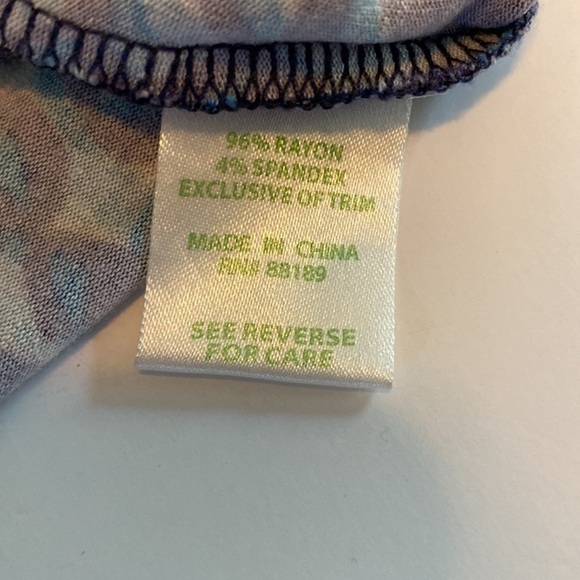 96% RAYON
4% SPANDEX
EXCLUSIVE OF TRIM
MADE IN CHINA
RN# 88189
SEE REVERSE
FOR CARE